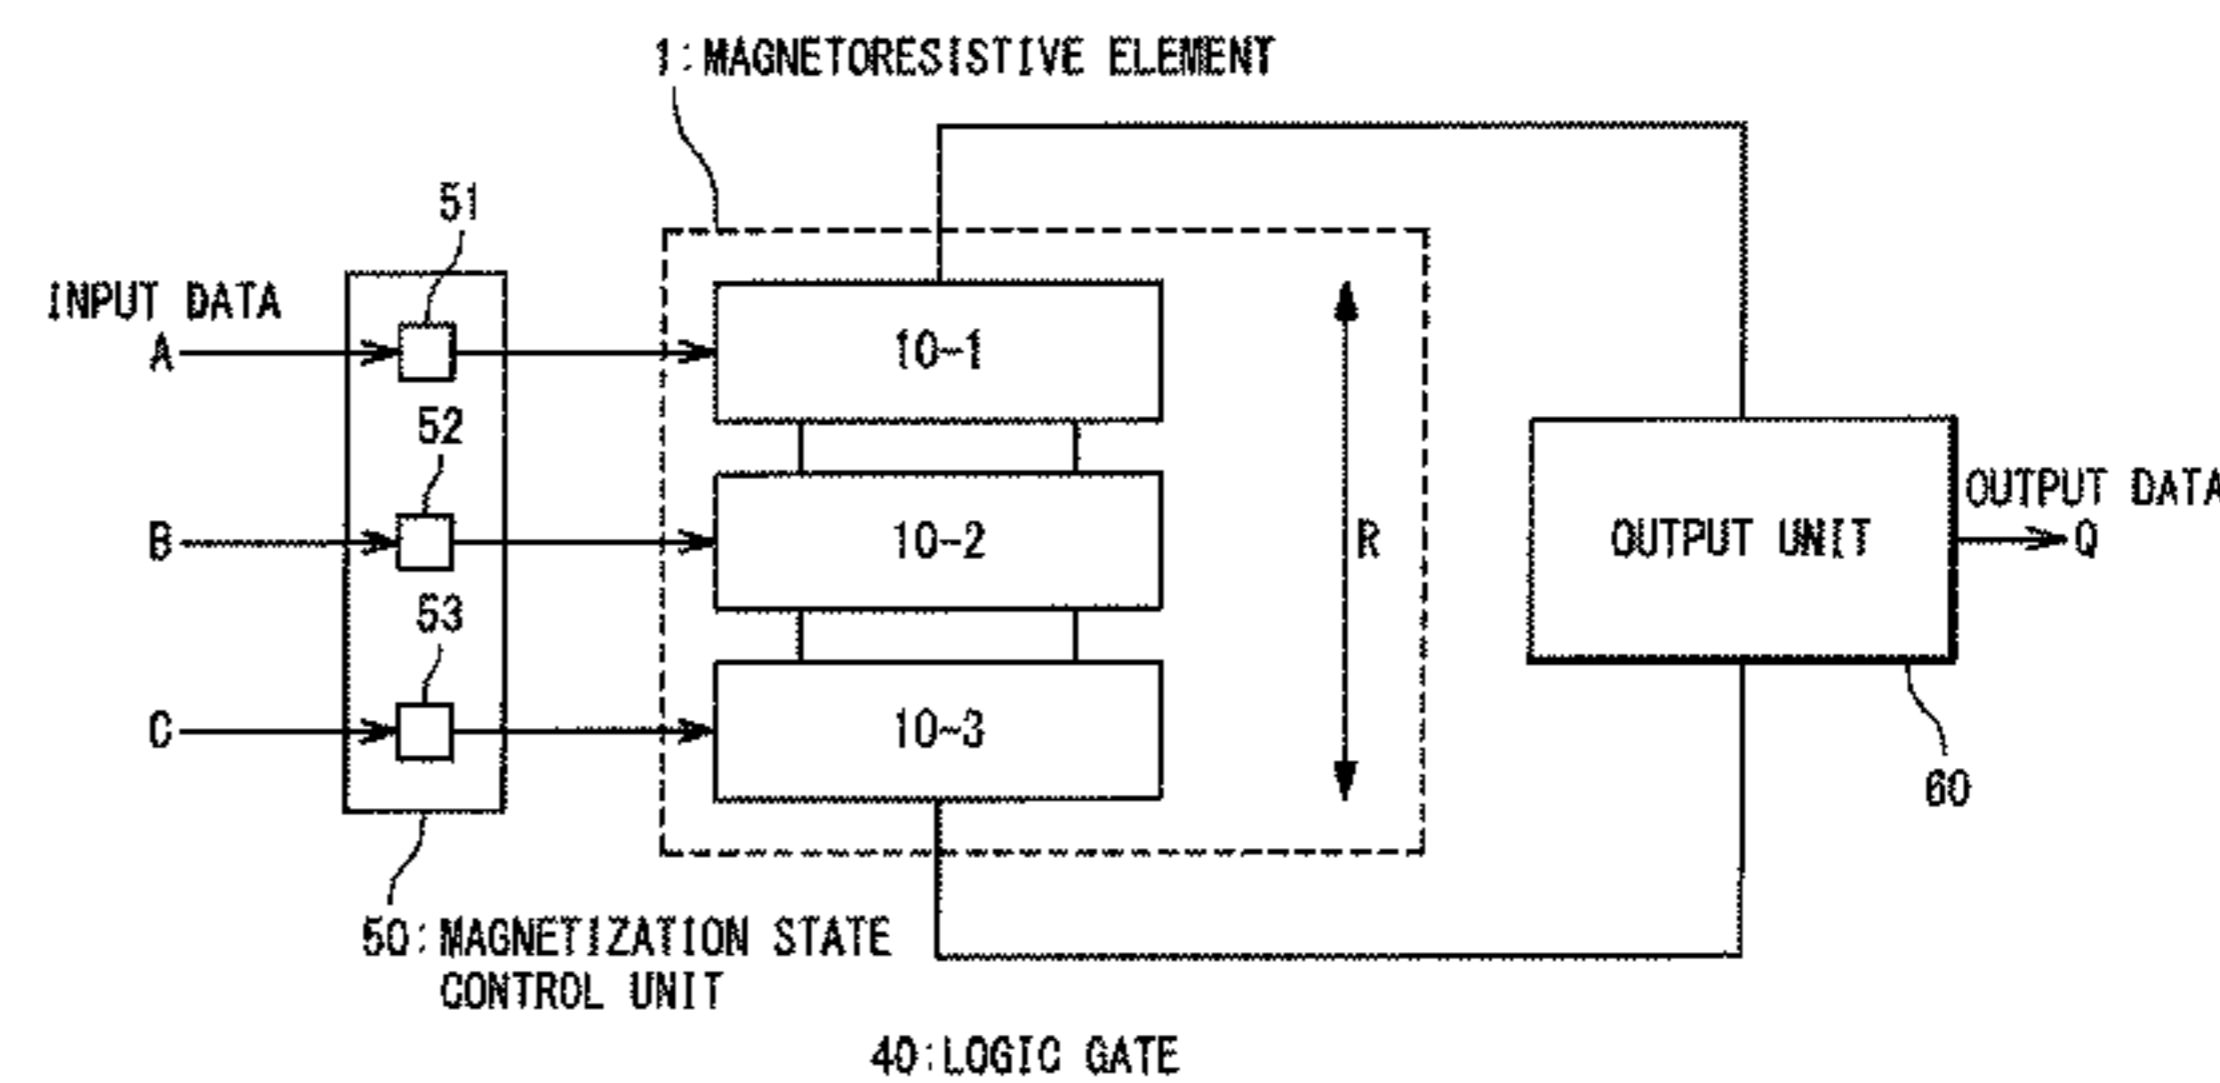 1:MAGNETORESISTIVE ELEMENT
51
INPUT DATA
A
10-1
52
B
10-2
R
OUTPUT UNIT
OUTPUT DATA
Q
53
C
10-3
60
50:MAGNETIZATION STATE
CONTROL UNIT
40:LOGIC GATE